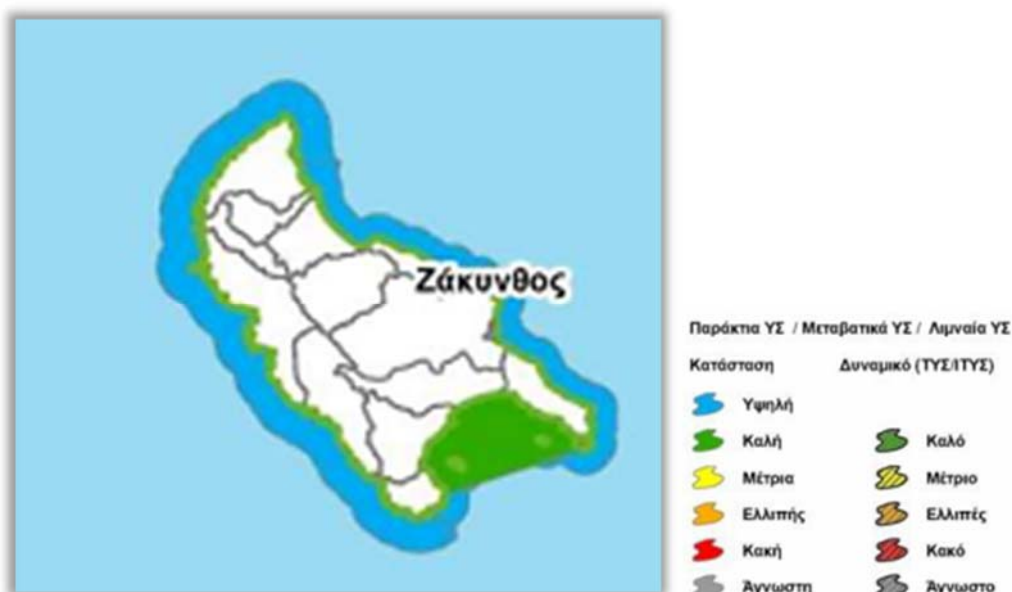 Ζάκυνθος
Παράκτια ΥΣ / Μεταβατικά ΥΣ / Λιμναία ΥΣ
Κατάσταση Δυναμικό (ΤΥΣ/ΙΤΥΣ)
Υψηλή
Καλή Καλό
Μέτρια Μέτριο
Ελλιπής Ελλιπές
Κακή Κακό
Άγνωστη Άγνωστο